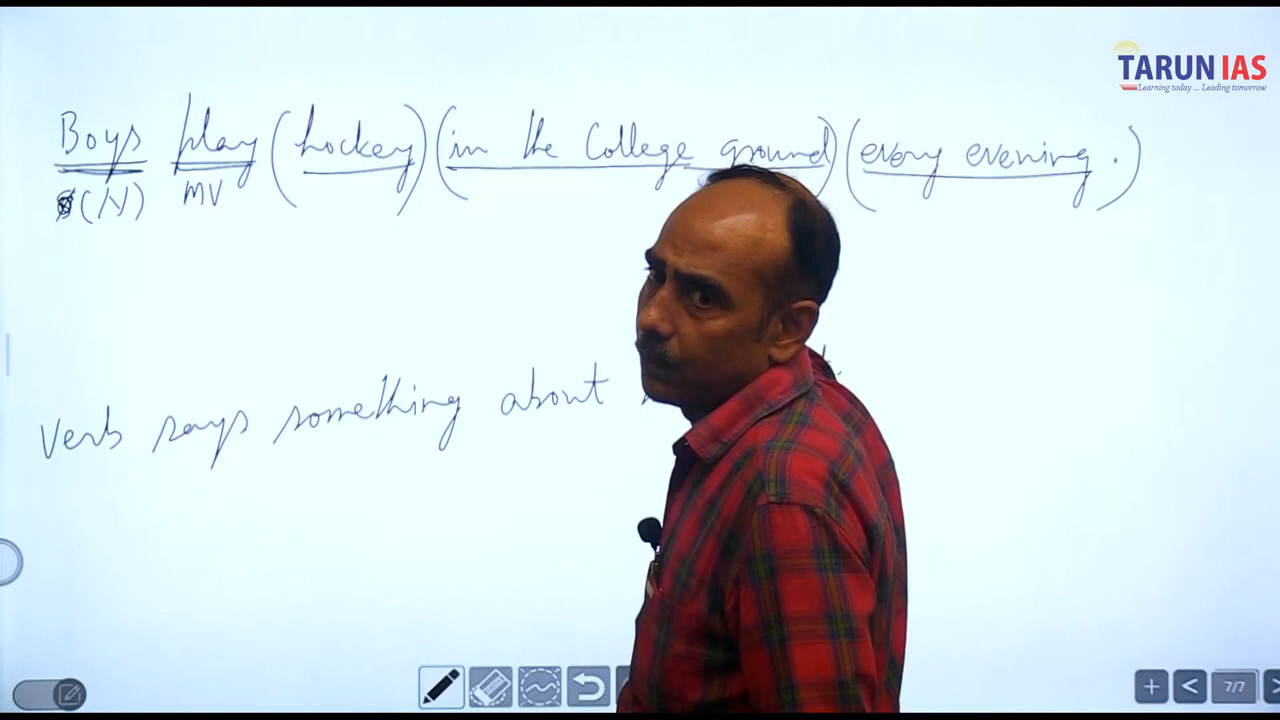 TARUN IAS
Learning today ... Leading tomorrow
Boys play (hockey) (in the College ground) (every evening.)
(N) MV
Verb says something about
7/7